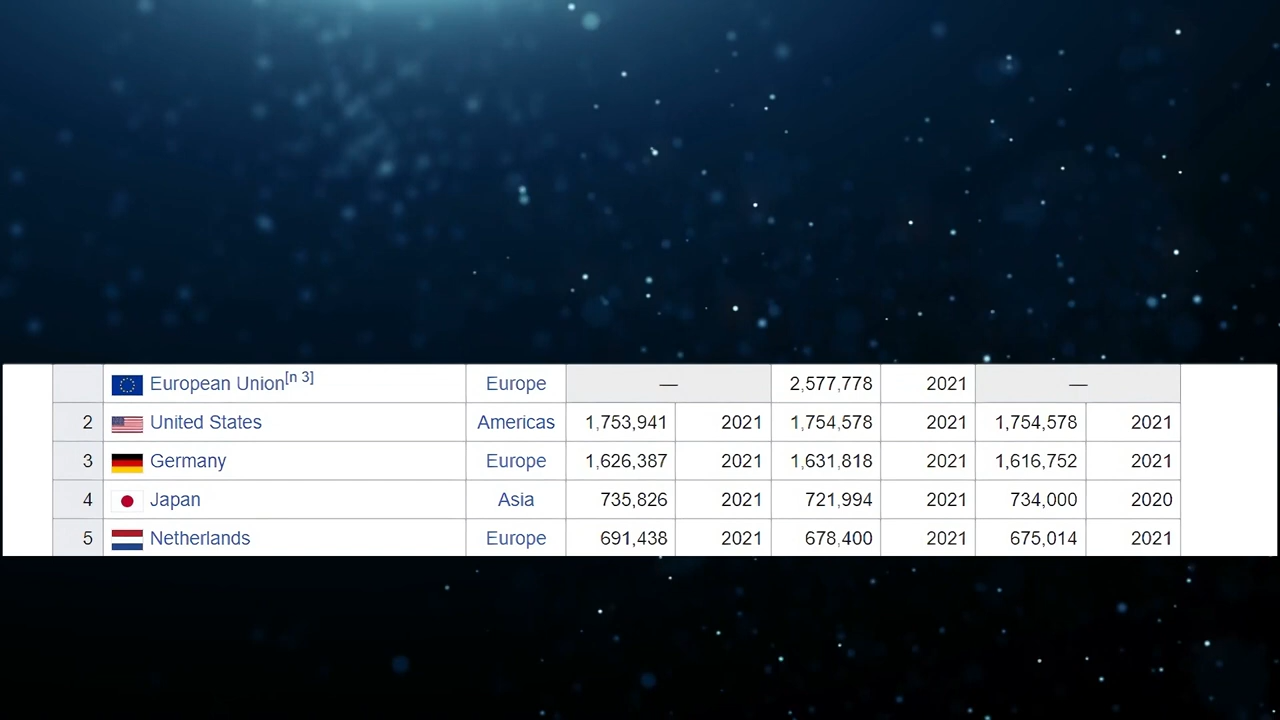 European Union[n 3] Europe — 2,577,778 2021 —
2 United States Americas 1,753,941 2021 1,754,578 2021 1,754,578 2021
3 Germany Europe 1,626,387 2021 1,631,818 2021 1,616,752 2021
4 Japan Asia 735,826 2021 721,994 2021 734,000 2020
5 Netherlands Europe 691,438 2021 678,400 2021 675,014 2021